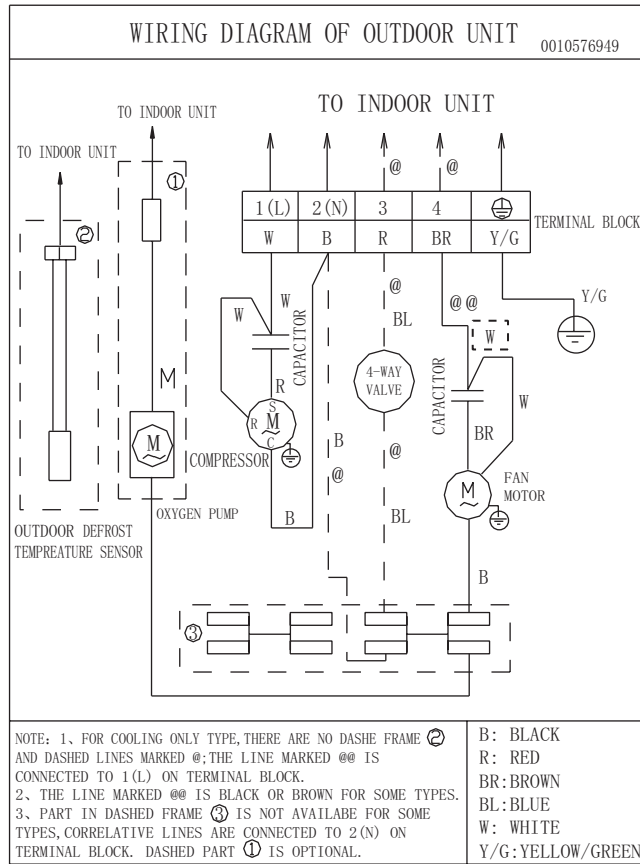 WIRING DIAGRAM OF OUTDOOR UNIT 0010576949
TO INDOOR UNIT
TO INDOOR UNIT
TO INDOOR UNIT
①
@ @
②
1(L) 2(N) 3 4
TERMINAL BLOCK
W B R BR Y/G
@
@@
Y/G
BL
W
W
W
CAPACITOR
4-WAY
VALVE
CAPACITOR
M
R
W
S
R M
C
BR
M
B
COMPRESSOR
@
@
M
FAN
MOTOR
OXYGEN PUMP
B
BL
OUTDOOR DEFROST
TEMPREATURE SENSOR
B
③
NOTE: 1、FOR COOLING ONLY TYPE,THERE ARE NO DASHE FRAME ②
AND DASHED LINES MARKED @;THE LINE MARKED @@ IS
CONNECTED TO 1(L) ON TERMINAL BLOCK.
2、THE LINE MARKED @@ IS BLACK OR BROWN FOR SOME TYPES.
3、PART IN DASHED FRAME ③ IS NOT AVAILABE FOR SOME
TYPES,CORRELATIVE LINES ARE CONNECTED TO 2(N) ON
TERMINAL BLOCK. DASHED PART ① IS OPTIONAL.
B: BLACK
R: RED
BR:BROWN
BL:BLUE
W: WHITE
Y/G:YELLOW/GREEN